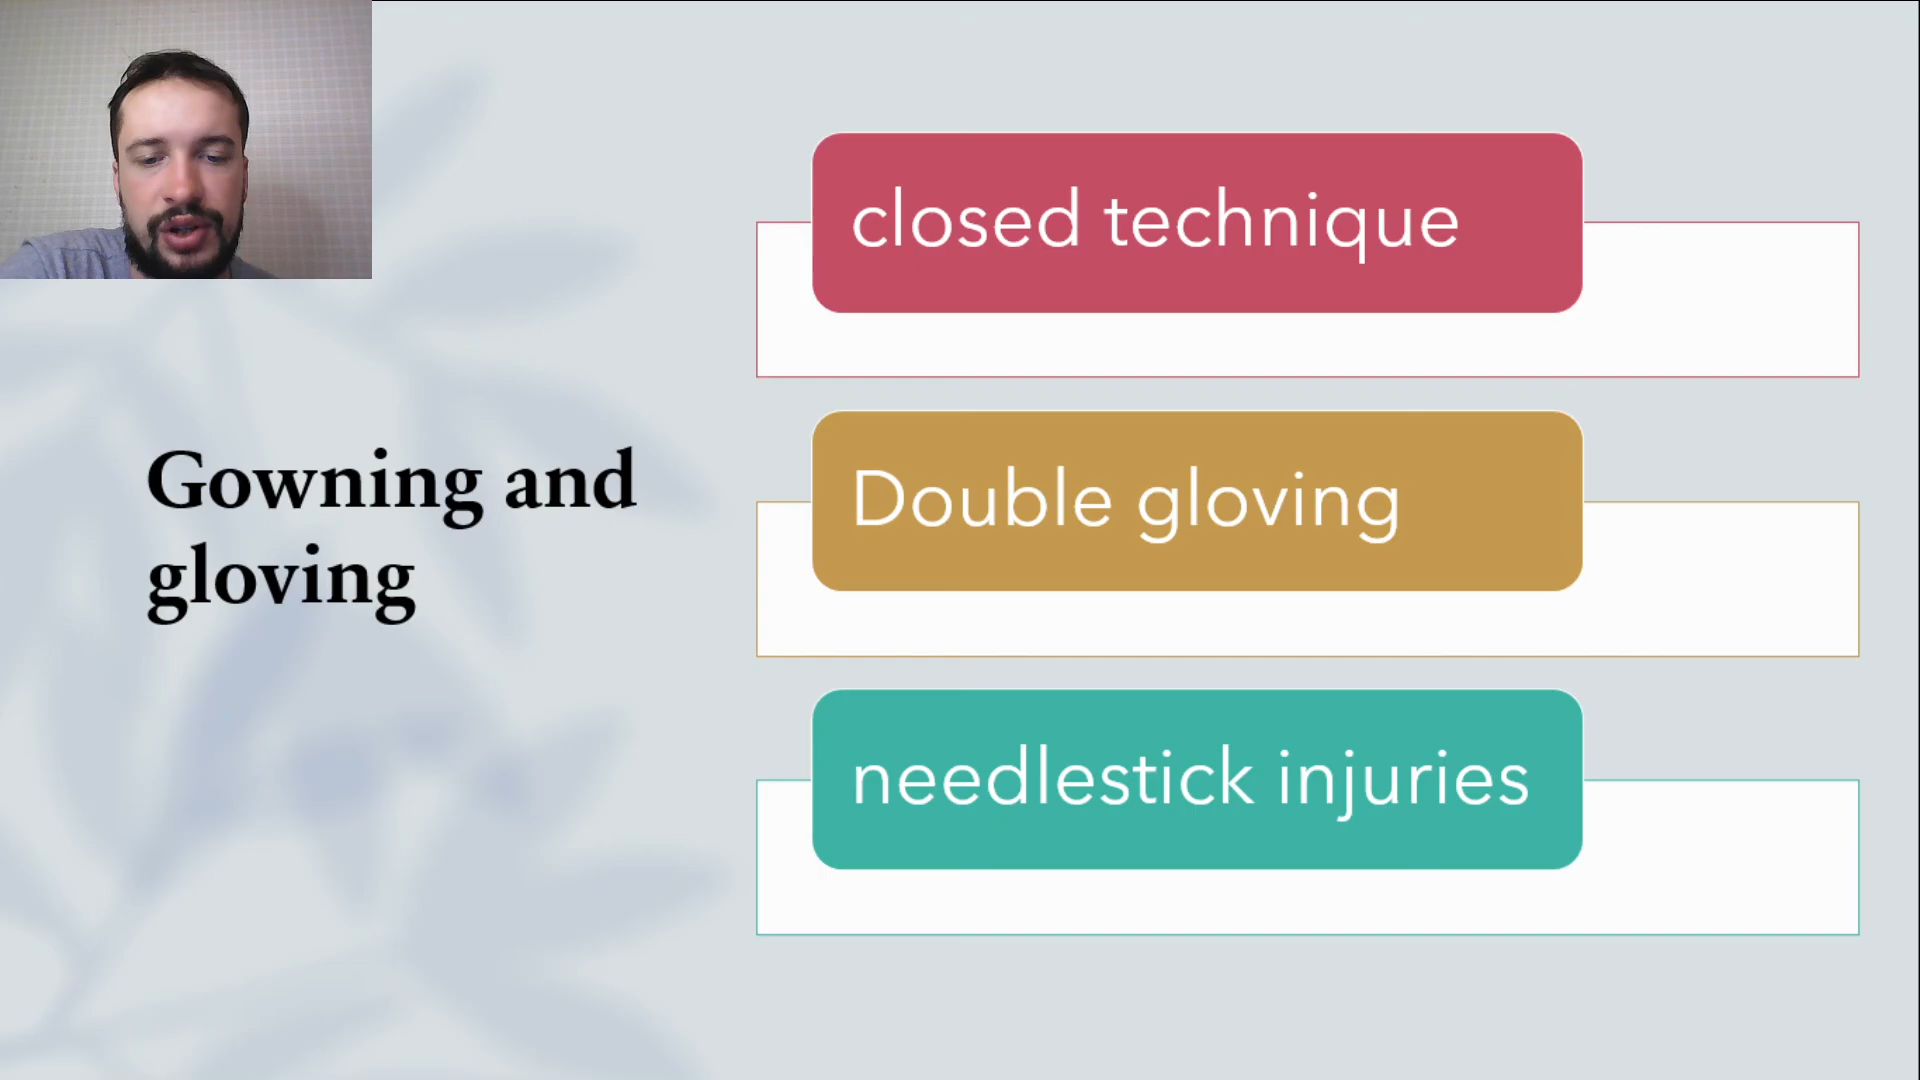 Gowning and
gloving
closed technique
Double gloving
needlestick injuries